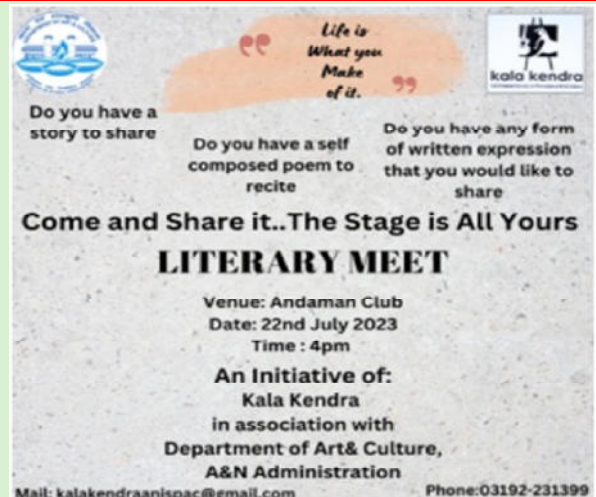 Life is
What you
Make
of it.
kala kendra
Do you have a
story to share
Do you have a self
composed poem to
recite
Do you have any form
of written expression
that you would like to
share
Come and Share it..The Stage is All Yours
LITERARY MEET
Venue: Andaman Club
Date: 22nd July 2023
Time : 4pm
An Initiative of:
Kala Kendra
in association with
Department of Art& Culture,
A&N Administration
Mail: kalakendraanispac@gmail.com
Phone:03192-231399